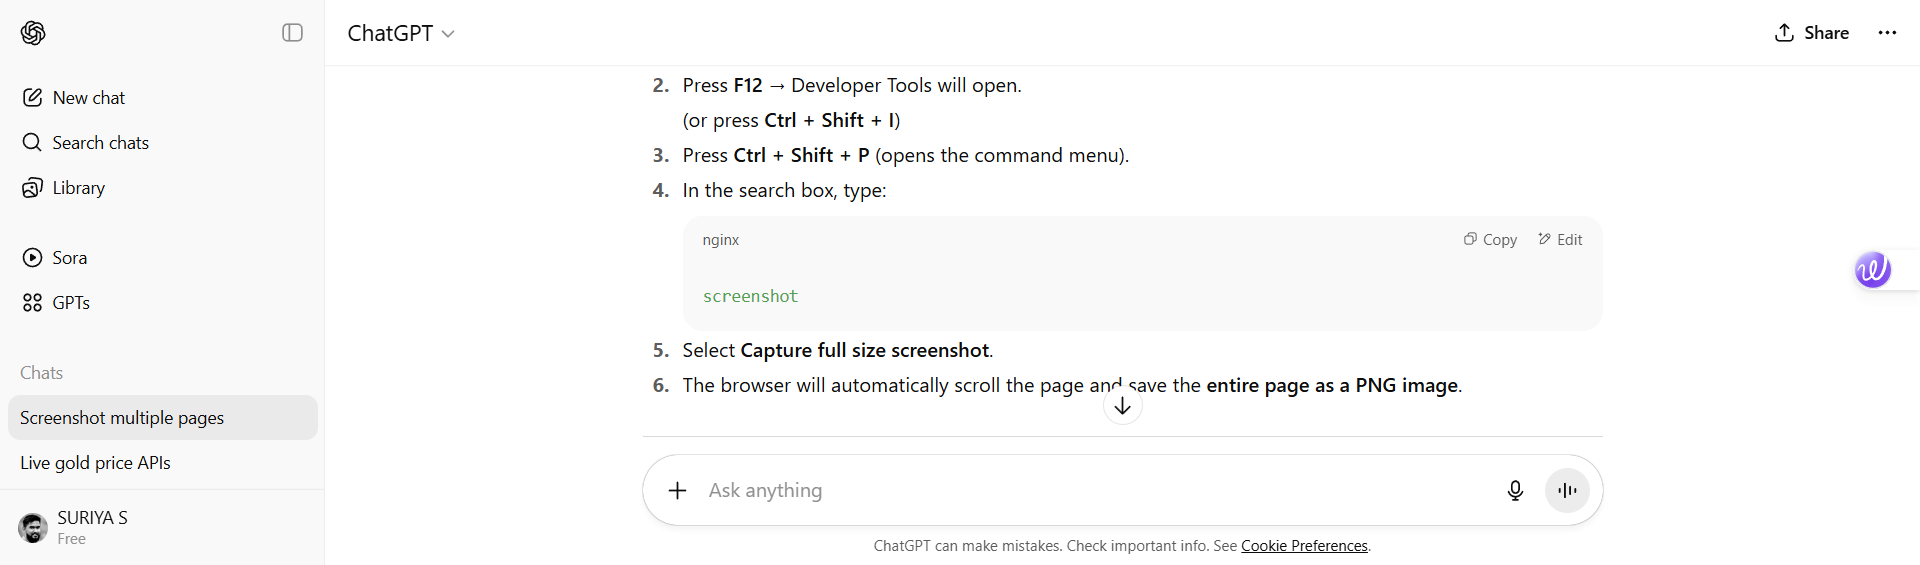 ChatGPT
Share
New chat
Search chats
Library
Sora
GPTs
Chats
Screenshot multiple pages
Live gold price APIs
SURIYA S
Free
2. Press F12 → Developer Tools will open.
(or press Ctrl + Shift + I)
3. Press Ctrl + Shift + P (opens the command menu).
4. In the search box, type:
nginx
Copy Edit
screenshot
5. Select Capture full size screenshot.
6. The browser will automatically scroll the page and save the entire page as a PNG image.
Ask anything
ChatGPT can make mistakes. Check important info. See Cookie Preferences.